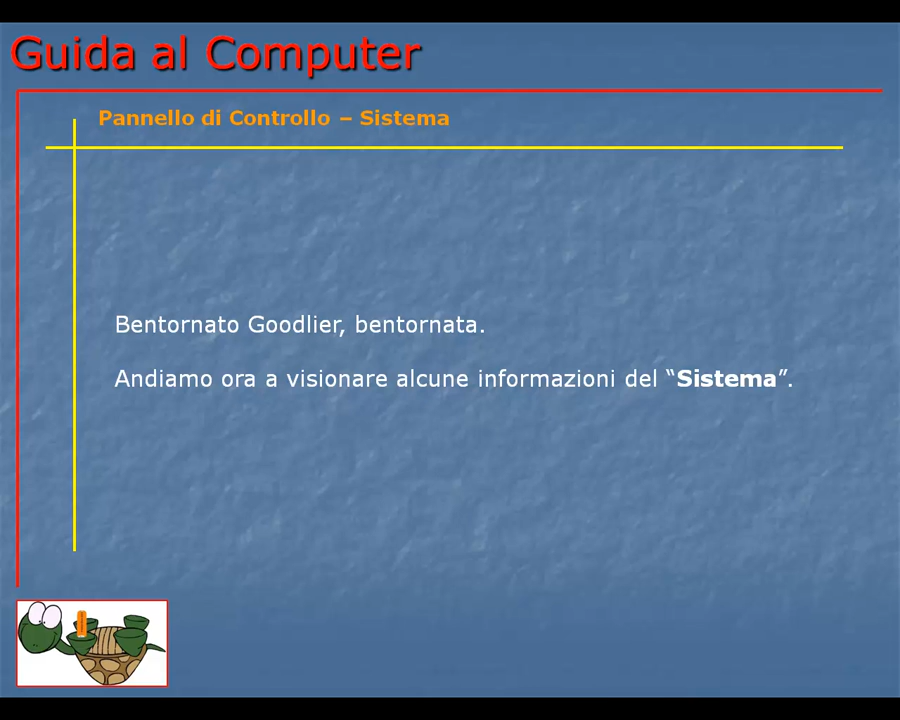 Guida al Computer
Pannello di Controllo – Sistema
Bentornato Goodlier, bentornata.
Andiamo ora a visionare alcune informazioni del “Sistema”.